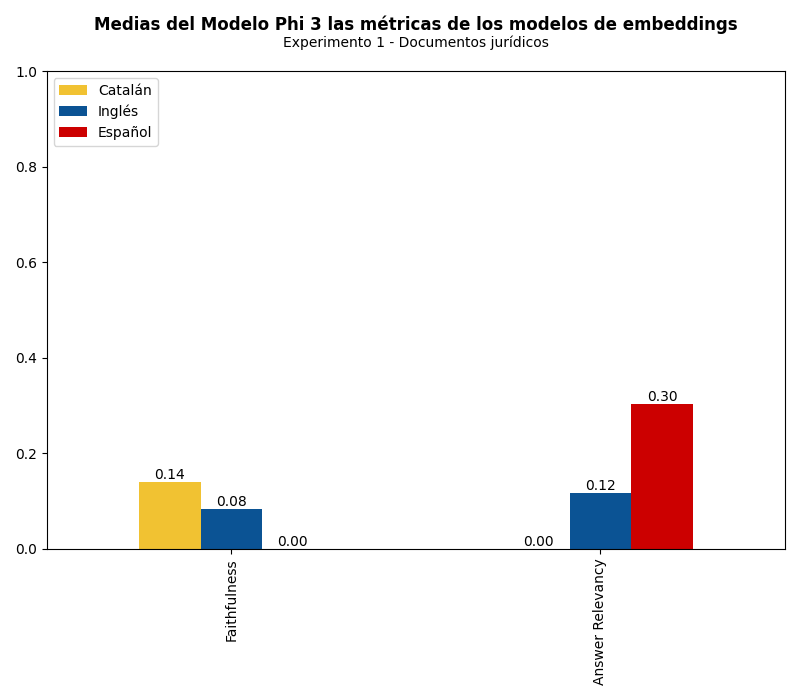 Medias del Modelo Phi 3 las métricas de los modelos de embeddings
Experimento 1 - Documentos jurídicos
1.0
0.8
0.6
0.4
0.2
0.0
Catalán
Inglés
Español
0.14
0.08
0.00
0.00
0.12
0.30
Faithfulness
Answer Relevancy